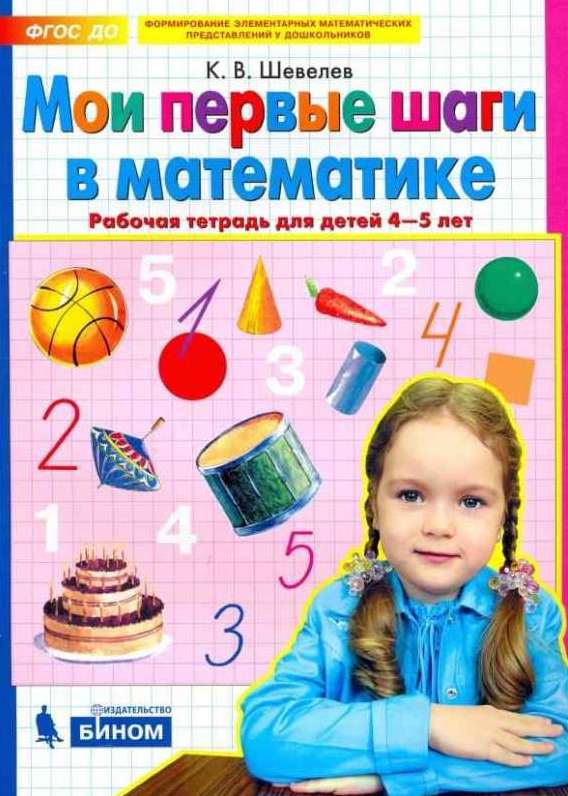 ФГОС ДО
ФОРМИРОВАНИЕ ЭЛЕМЕНТАРНЫХ МАТЕМАТИЧЕСКИХ
ПРЕДСТАВЛЕНИЙ У ДОШКОЛЬНИКОВ
К. В. Шевелев
Мои первые шаги
в математике
Рабочая тетрадь для детей 4–5 лет
5
1
2
4
3
2
1
4
5
3
ИЗДАТЕЛЬСТВО
БИНОМ